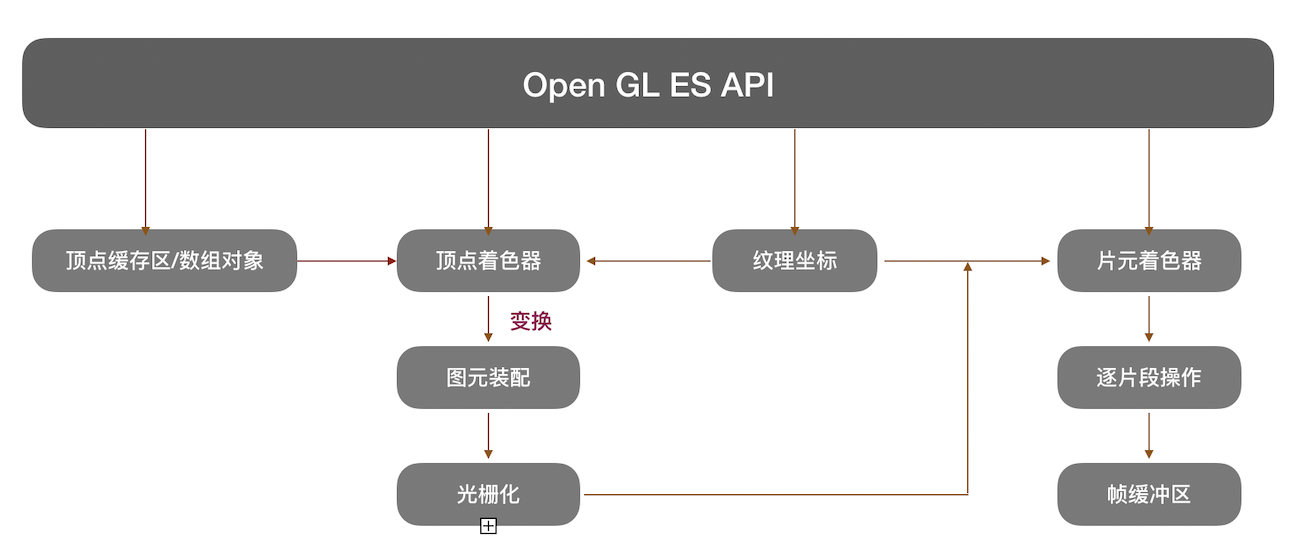 Open GL ES API
顶点缓存区/数组对象
顶点着色器
纹理坐标
片元着色器
变换
图元装配
逐片段操作
光栅化
帧缓冲区